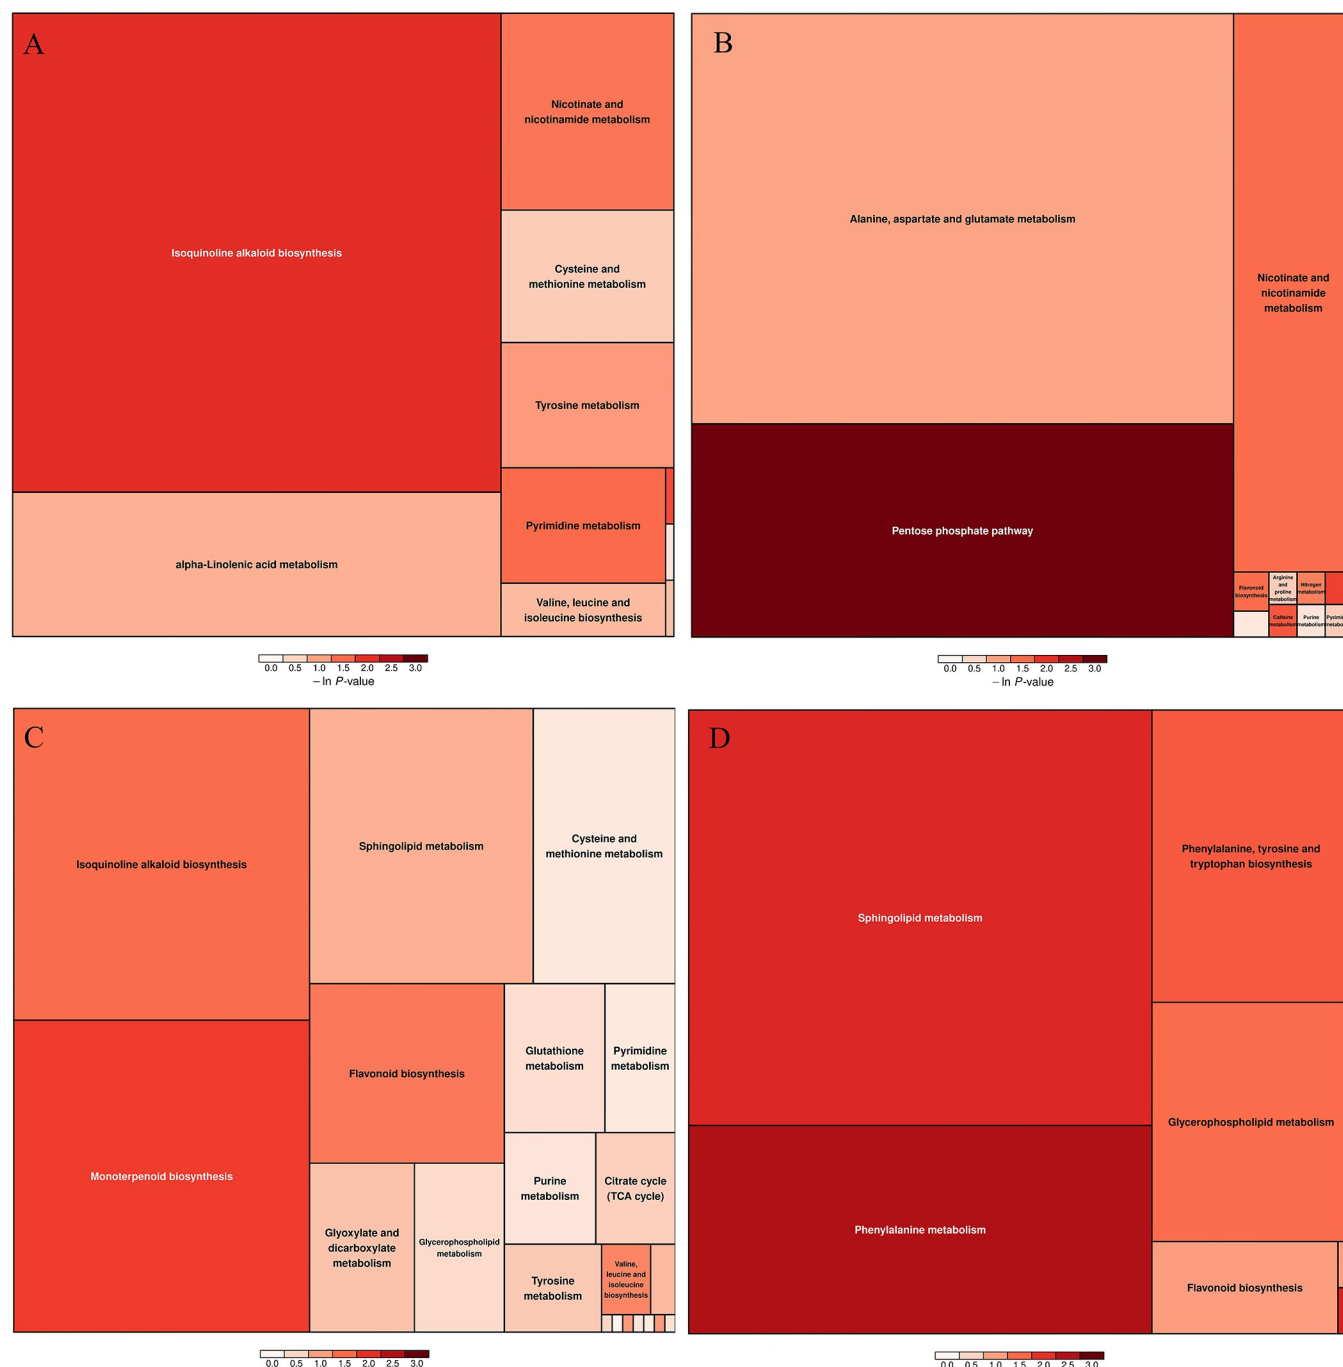 A
Isoquinoline alkaloid biosynthesis
alpha-Linolenic acid metabolism
Nicotinate and
nicotinamide metabolism
Cysteine and
methionine metabolism
Tyrosine metabolism
Pyrimidine metabolism
Valine, leucine and
isoleucine biosynthesis
0.0 0.5 1.0 1.5 2.0 2.5 3.0
– ln P-value
B
Alanine, aspartate and glutamate metabolism
Pentose phosphate pathway
Nicotinate and
nicotinamide
metabolism
Flavonoid
biosynthesis
Arginine
and
proline
metabolism
Nitrogen
metabolism
Caffeine
metabolism
Purine
metabolism
0.0 0.5 1.0 1.5 2.0 2.5 3.0
– ln P-value
C
Isoquinoline alkaloid biosynthesis
Monoterpenoid biosynthesis
Sphingolipid metabolism
Cysteine and
methionine metabolism
Flavonoid biosynthesis
Glutathione
metabolism
Pyrimidine
metabolism
Glyoxylate and
dicarboxylate
metabolism
Glycerophospholipid
metabolism
Purine
metabolism
Citrate cycle
(TCA cycle)
Tyrosine
metabolism
Valine,
leucine and
isoleucine
biosynthesis
0.0 0.5 1.0 1.5 2.0 2.5 3.0
D
Sphingolipid metabolism
Phenylalanine metabolism
Phenylalanine, tyrosine and
tryptophan biosynthesis
Glycerophospholipid metabolism
Flavonoid biosynthesis
0.0 0.5 1.0 1.5 2.0 2.5 3.0